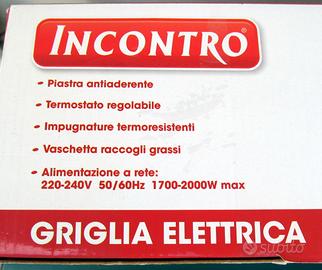 INCONTRO®
- Piastra antiaderente
- Termostato regolabile
- Impugnature termoresistenti
- Vaschetta raccogli grassi
- Alimentazione a rete:
220-240V 50/60Hz 1700-2000W max
GRIGLIA ELETTRICA
subito